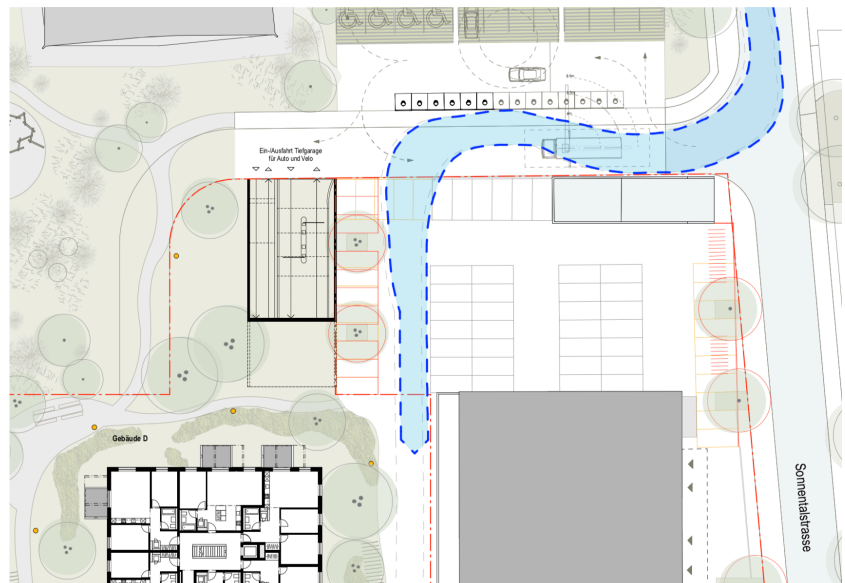 Ein-/Ausfahrt Tiefgarage
für Auto und Velo
Gebäude D
Sonnentalstrasse